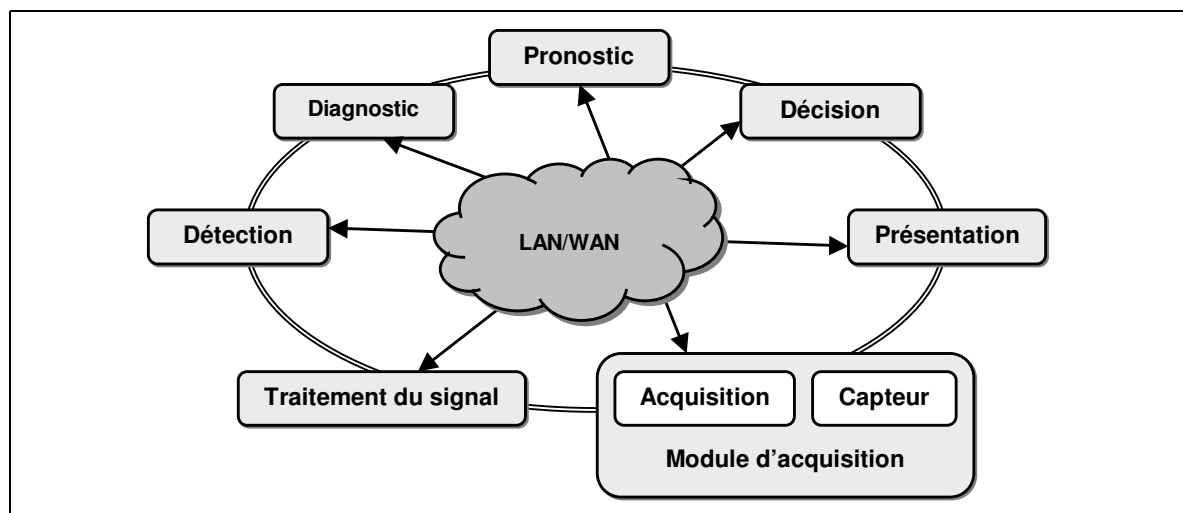 Pronostic
Diagnostic
Décision
Détection
LAN/WAN
Présentation
Traitement du signal
Acquisition
Capteur
Module d’acquisition